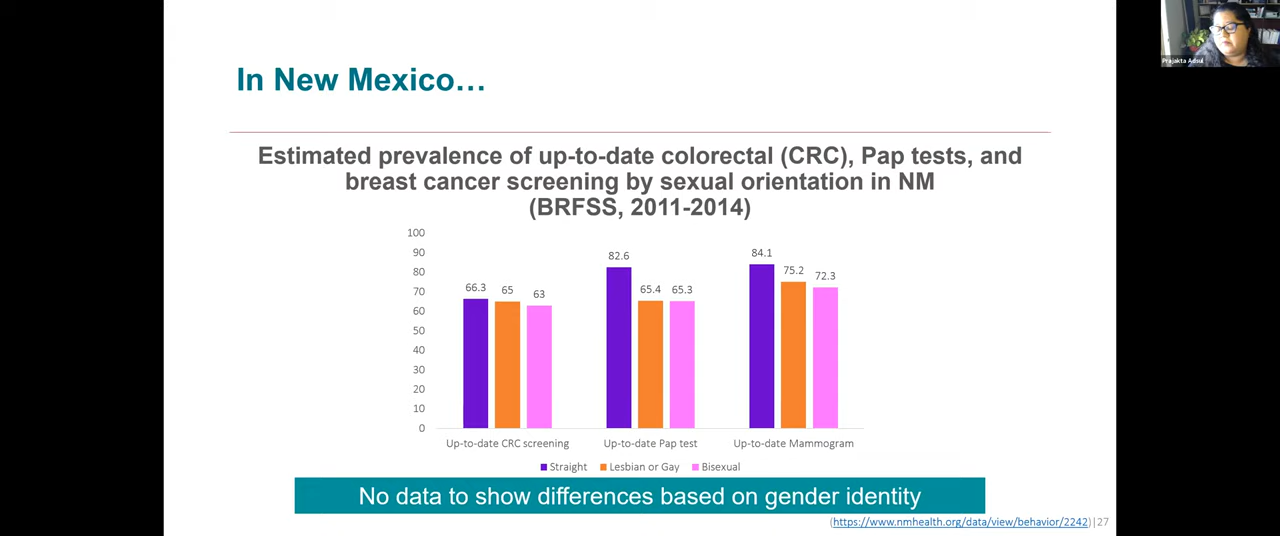 Prajakta Adsul
In New Mexico…
Estimated prevalence of up-to-date colorectal (CRC), Pap tests, and
breast cancer screening by sexual orientation in NM
(BRFSS, 2011-2014)
100
90
80
70
60
50
40
30
20
10
0
66.3
65
63
82.6
65.4
65.3
84.1
75.2
72.3
Up-to-date CRC screening
Up-to-date Pap test
Up-to-date Mammogram
Straight
Lesbian or Gay
Bisexual
No data to show differences based on gender identity
(https://www.nmhealth.org/data/view/behavior/2242)|27